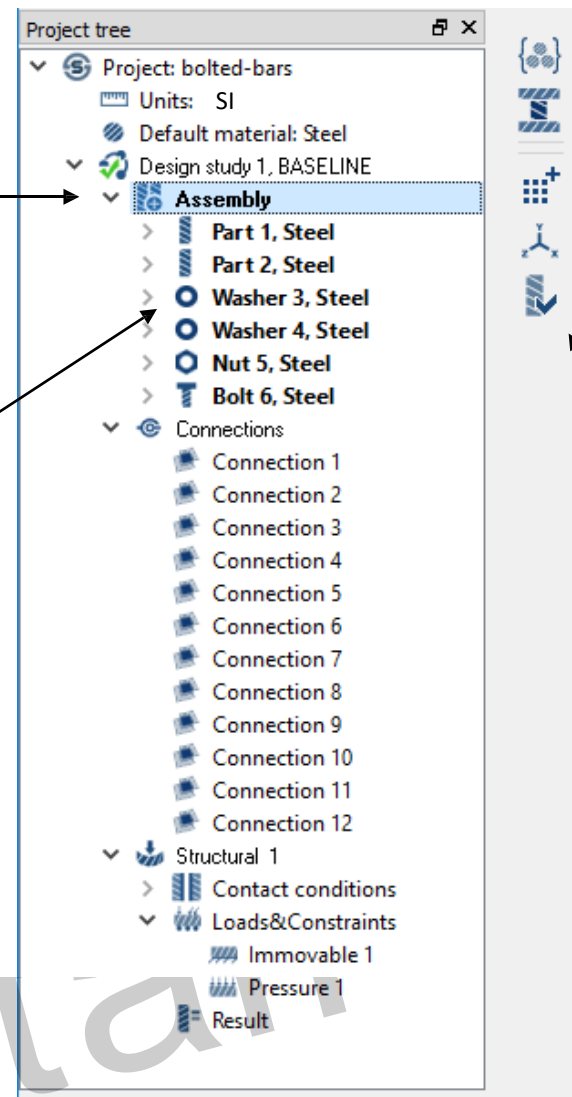 Project tree
Project: bolted-bars
Units: SI
Default material: Steel
Design study 1, BASELINE
Assembly
Part 1, Steel
Part 2, Steel
Washer 3, Steel
Washer 4, Steel
Nut 5, Steel
Bolt 6, Steel
Connections
Connection 1
Connection 2
Connection 3
Connection 4
Connection 5
Connection 6
Connection 7
Connection 8
Connection 9
Connection 10
Connection 11
Connection 12
Structural 1
Contact conditions
Loads&Constraints
Immovable 1
Pressure 1
Result